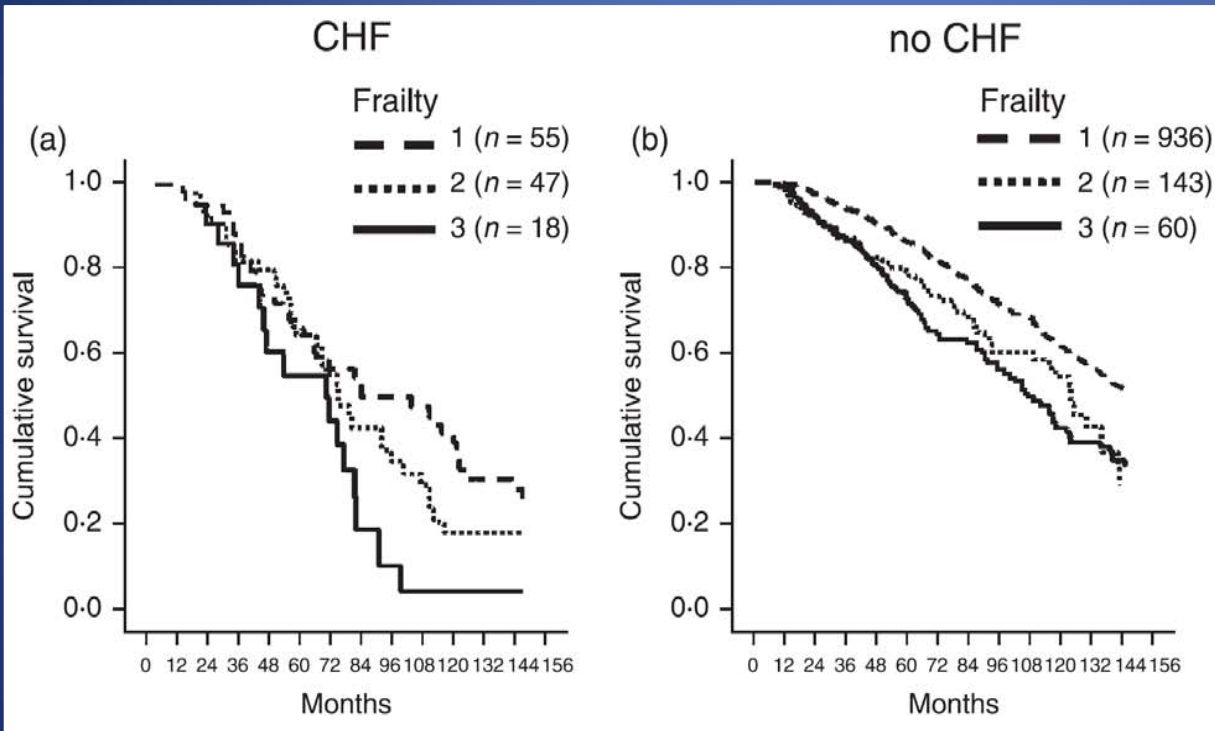 CHF
Frailty
(a)
1 (n = 55)
2 (n = 47)
3 (n = 18)
1·0
0·8
0·6
0·4
0·2
0·0
Cumulative survival
0 12 24 36 48 60 72 84 96 108 120 132 144 156
Months
no CHF
Frailty
(b)
1 (n = 936)
2 (n = 143)
3 (n = 60)
1·0
0·8
0·6
0·4
0·2
0·0
Cumulative survival
0 12 24 36 48 60 72 84 96 108 120 132 144 156
Months